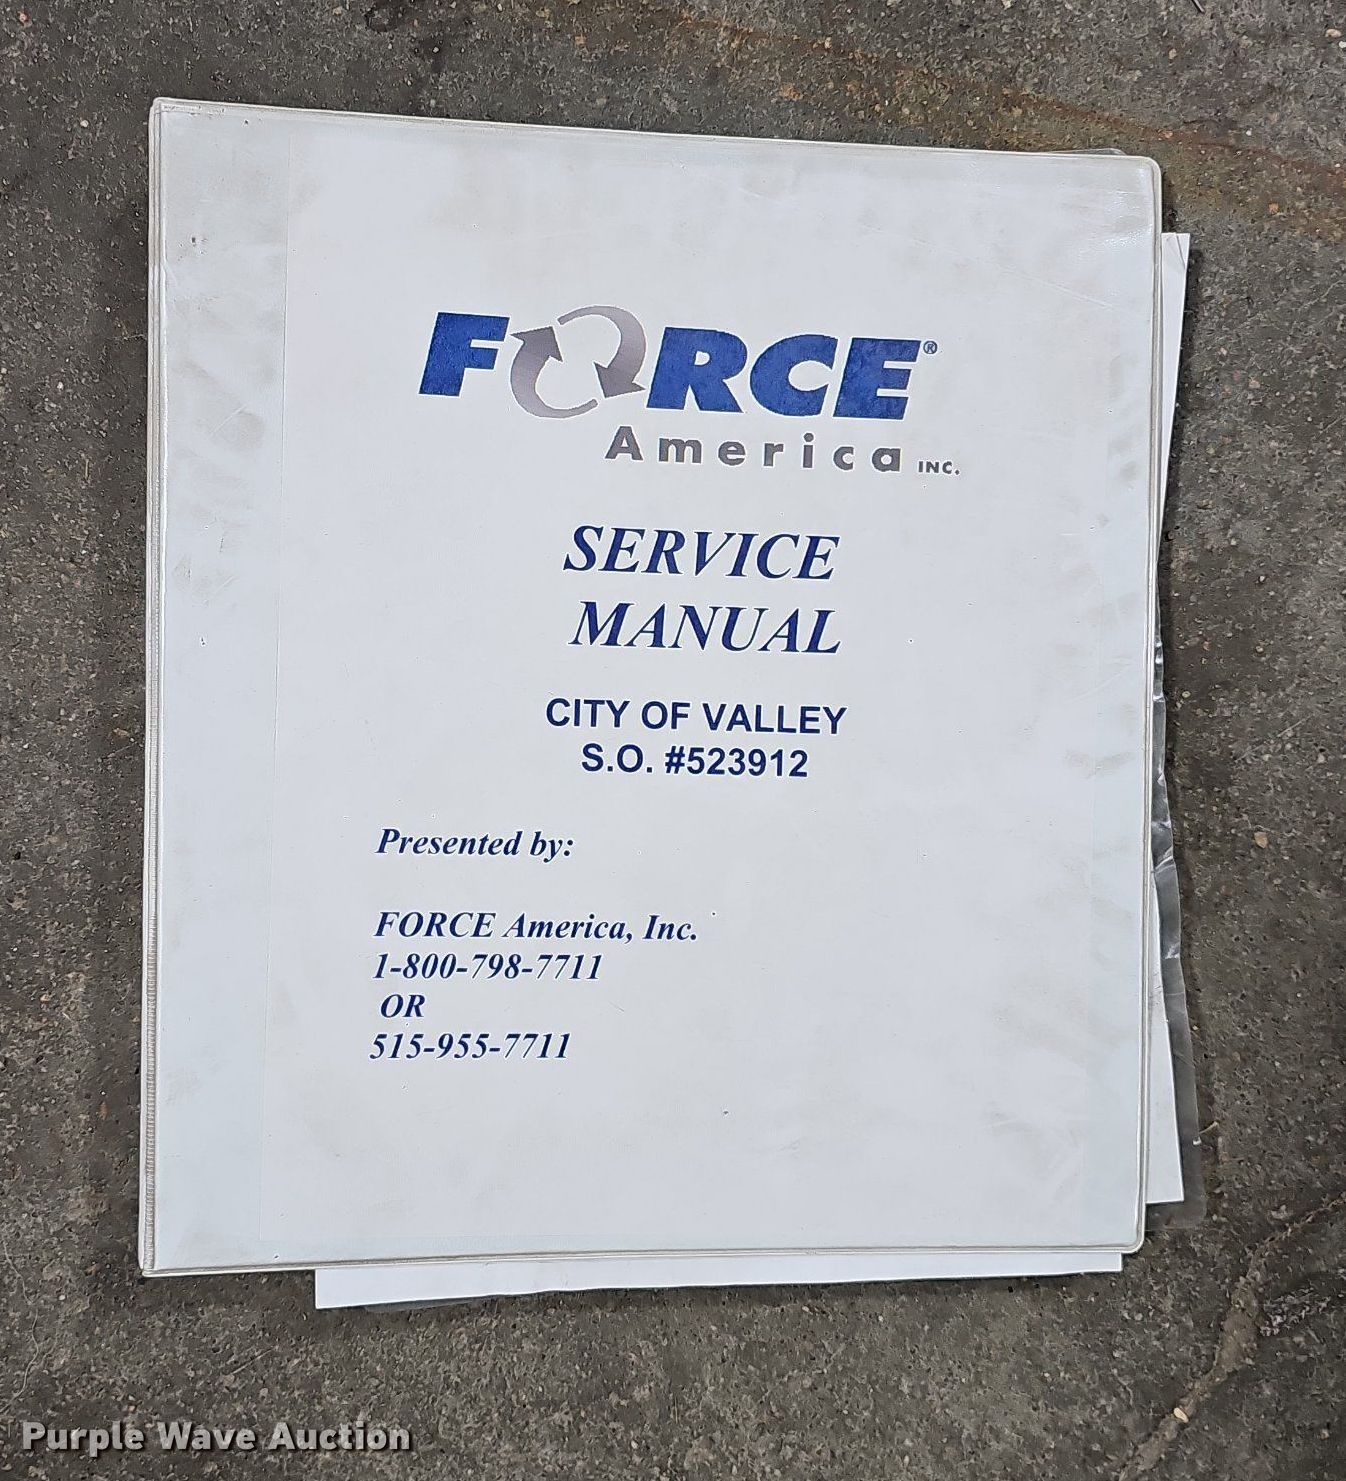 FORCE®
America INC.
SERVICE
MANUAL
CITY OF VALLEY
S.O. #523912
Presented by:
FORCE America, Inc.
1-800-798-7711
OR
515-955-7711
Purple Wave Auction